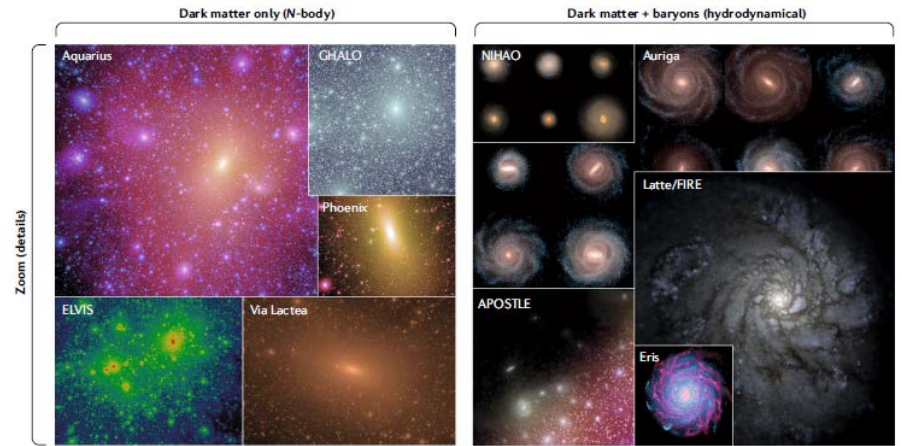 Dark matter only (N-body)
Dark matter + baryons (hydrodynamical)
Zoom (details)
Aquarius
GHALO
Phoenix
ELVIS
Via Lactea
NIHAO
Auriga
Latte/FIRE
APOSTLE
Eris